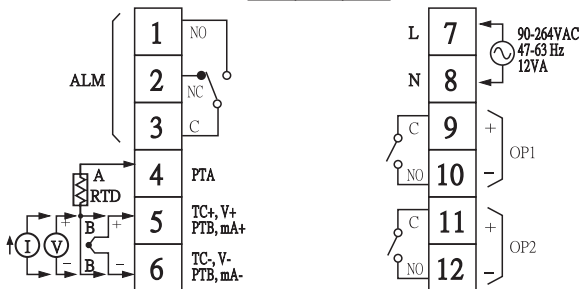 1 NO
ALM
2
NC
3 C
A
RTD
4 PTA
I V + B + 5 TC+, V+
PTB, mA+
- B - 6 TC-, V-
PTB, mA-
L 7
90-264VAC
47-63 Hz
12VA
N 8
C 9 +
OP1
NO 10 -
C 11 +
OP2
NO 12 -